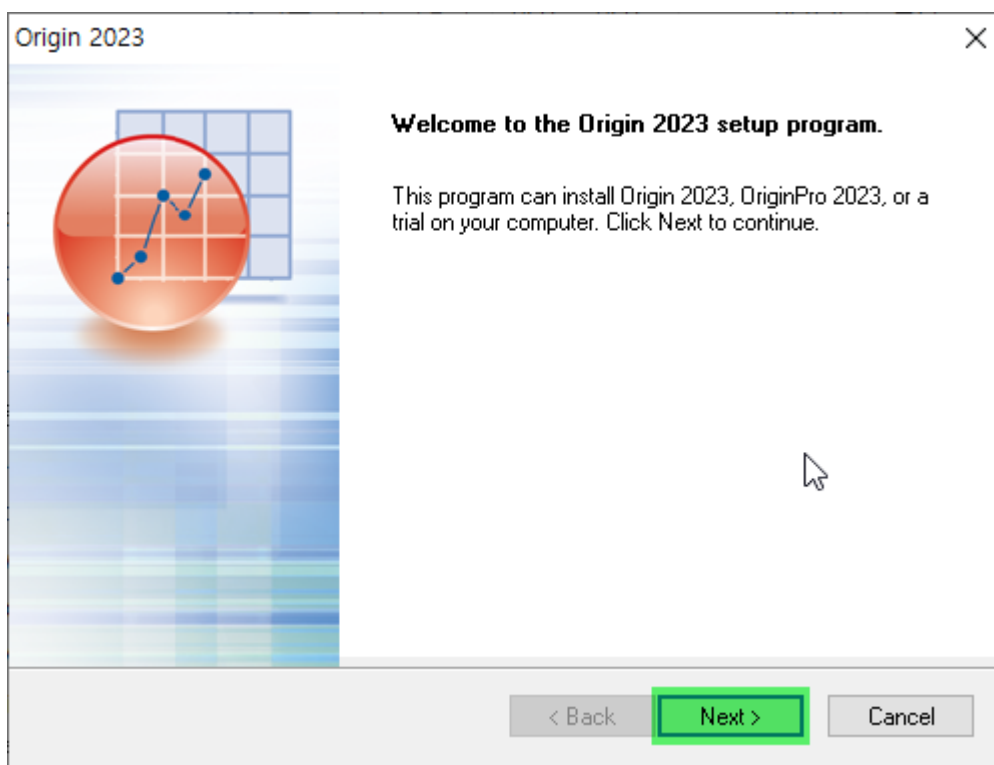 Origin 2023
Welcome to the Origin 2023 setup program.
This program can install Origin 2023, OriginPro 2023, or a
trial on your computer. Click Next to continue.
< Back Next > Cancel